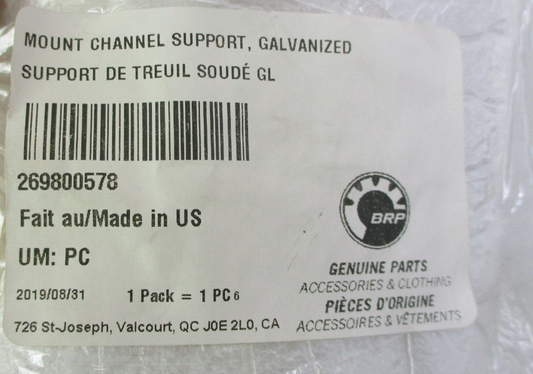 MOUNT CHANNEL SUPPORT, GALVANIZED
SUPPORT DE TREUIL SOUDÉ GL
269800578
Fait au/Made in US
UM: PC
2019/08/31 1 Pack = 1 PC 6
726 St-Joseph, Valcourt, QC J0E 2L0, CA
BRP
GENUINE PARTS
ACCESSORIES & CLOTHING
PIÈCES D'ORIGINE
ACCESSOIRES & VÊTEMENTS